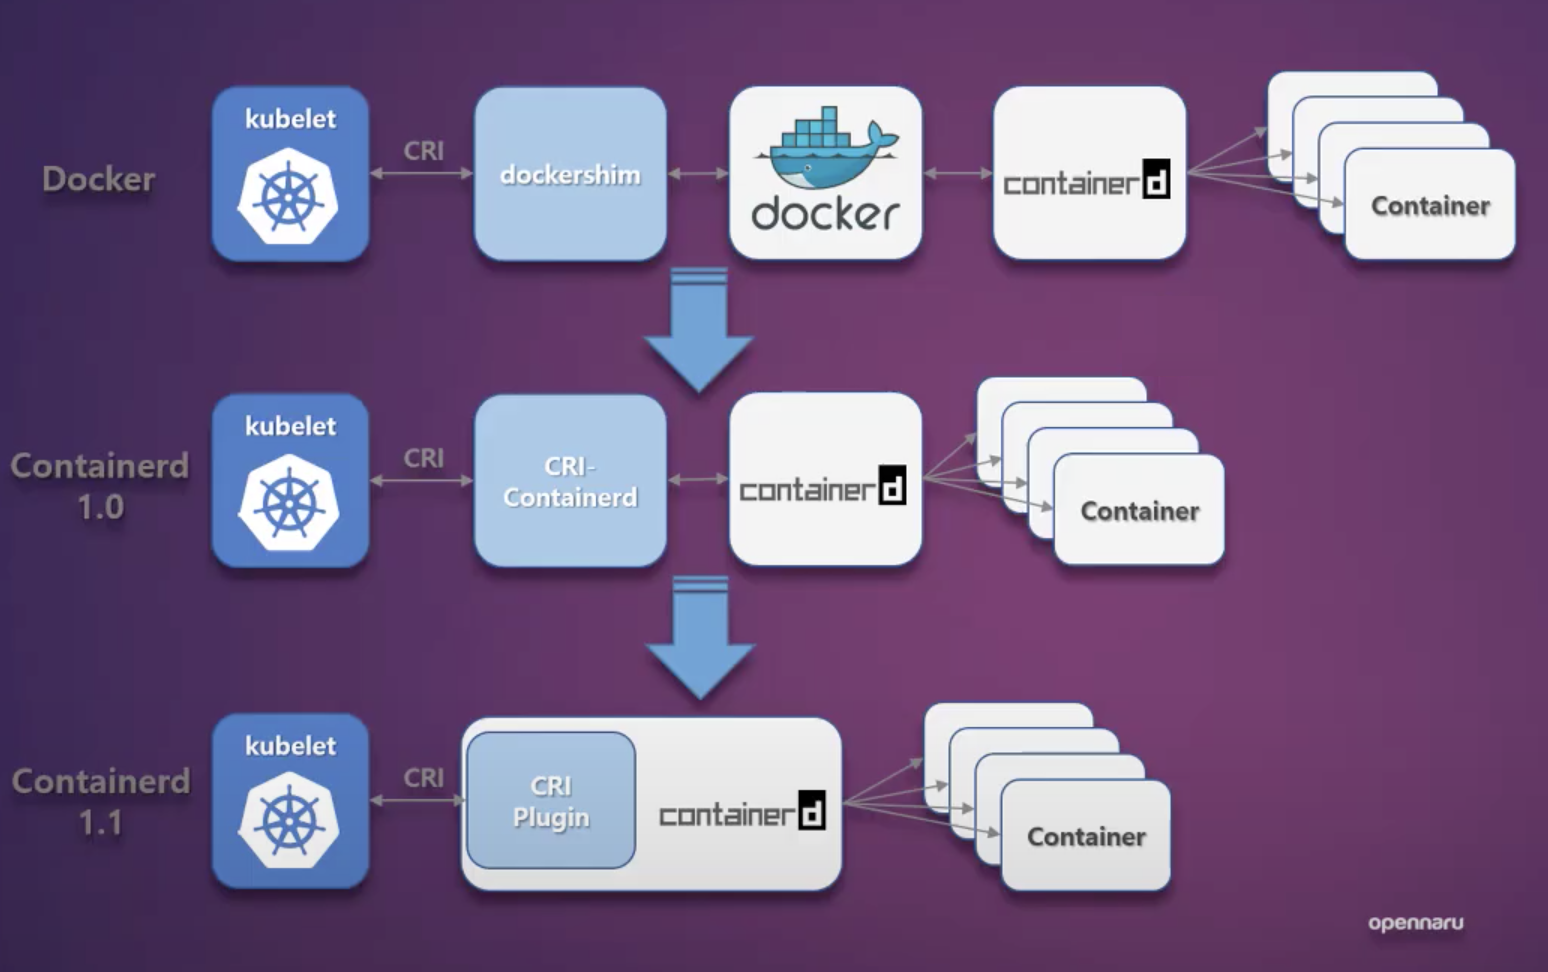 Docker
kubelet
CRI
dockershim
docker
containerd
Container
Containerd
1.0
kubelet
CRI
CRI-
Containerd
containerd
Container
Containerd
1.1
kubelet
CRI
CRI
Plugin
containerd
Container
opennaru